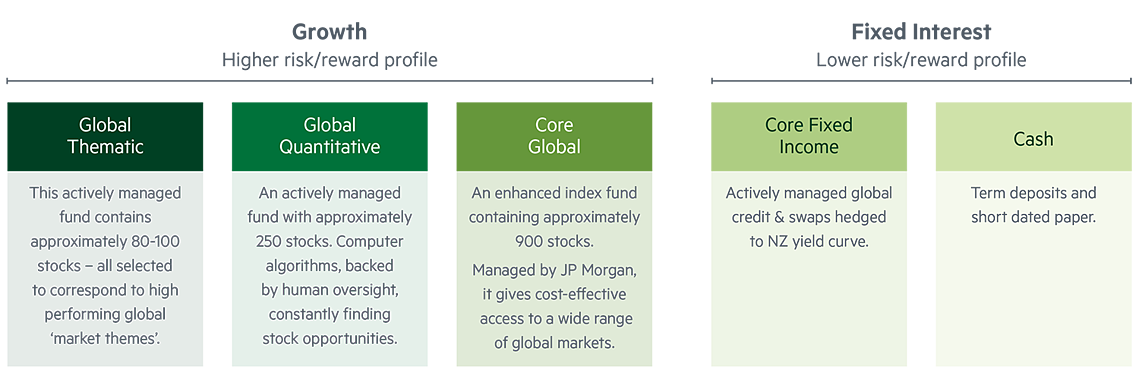 Growth
Higher risk/reward profile
Fixed Interest
Lower risk/reward profile
Global
Thematic
This actively managed
fund contains
approximately 80-100
stocks – all selected
to correspond to high
performing global
‘market themes’.
Global
Quantitative
An actively managed
fund with approximately
250 stocks. Computer
algorithms, backed
by human oversight,
constantly finding
stock opportunities.
Core
Global
An enhanced index fund
containing approximately
900 stocks.
Managed by JP Morgan,
it gives cost-effective
access to a wide range
of global markets.
Core Fixed
Income
Actively managed global
credit & swaps hedged
to NZ yield curve.
Cash
Term deposits and
short dated paper.